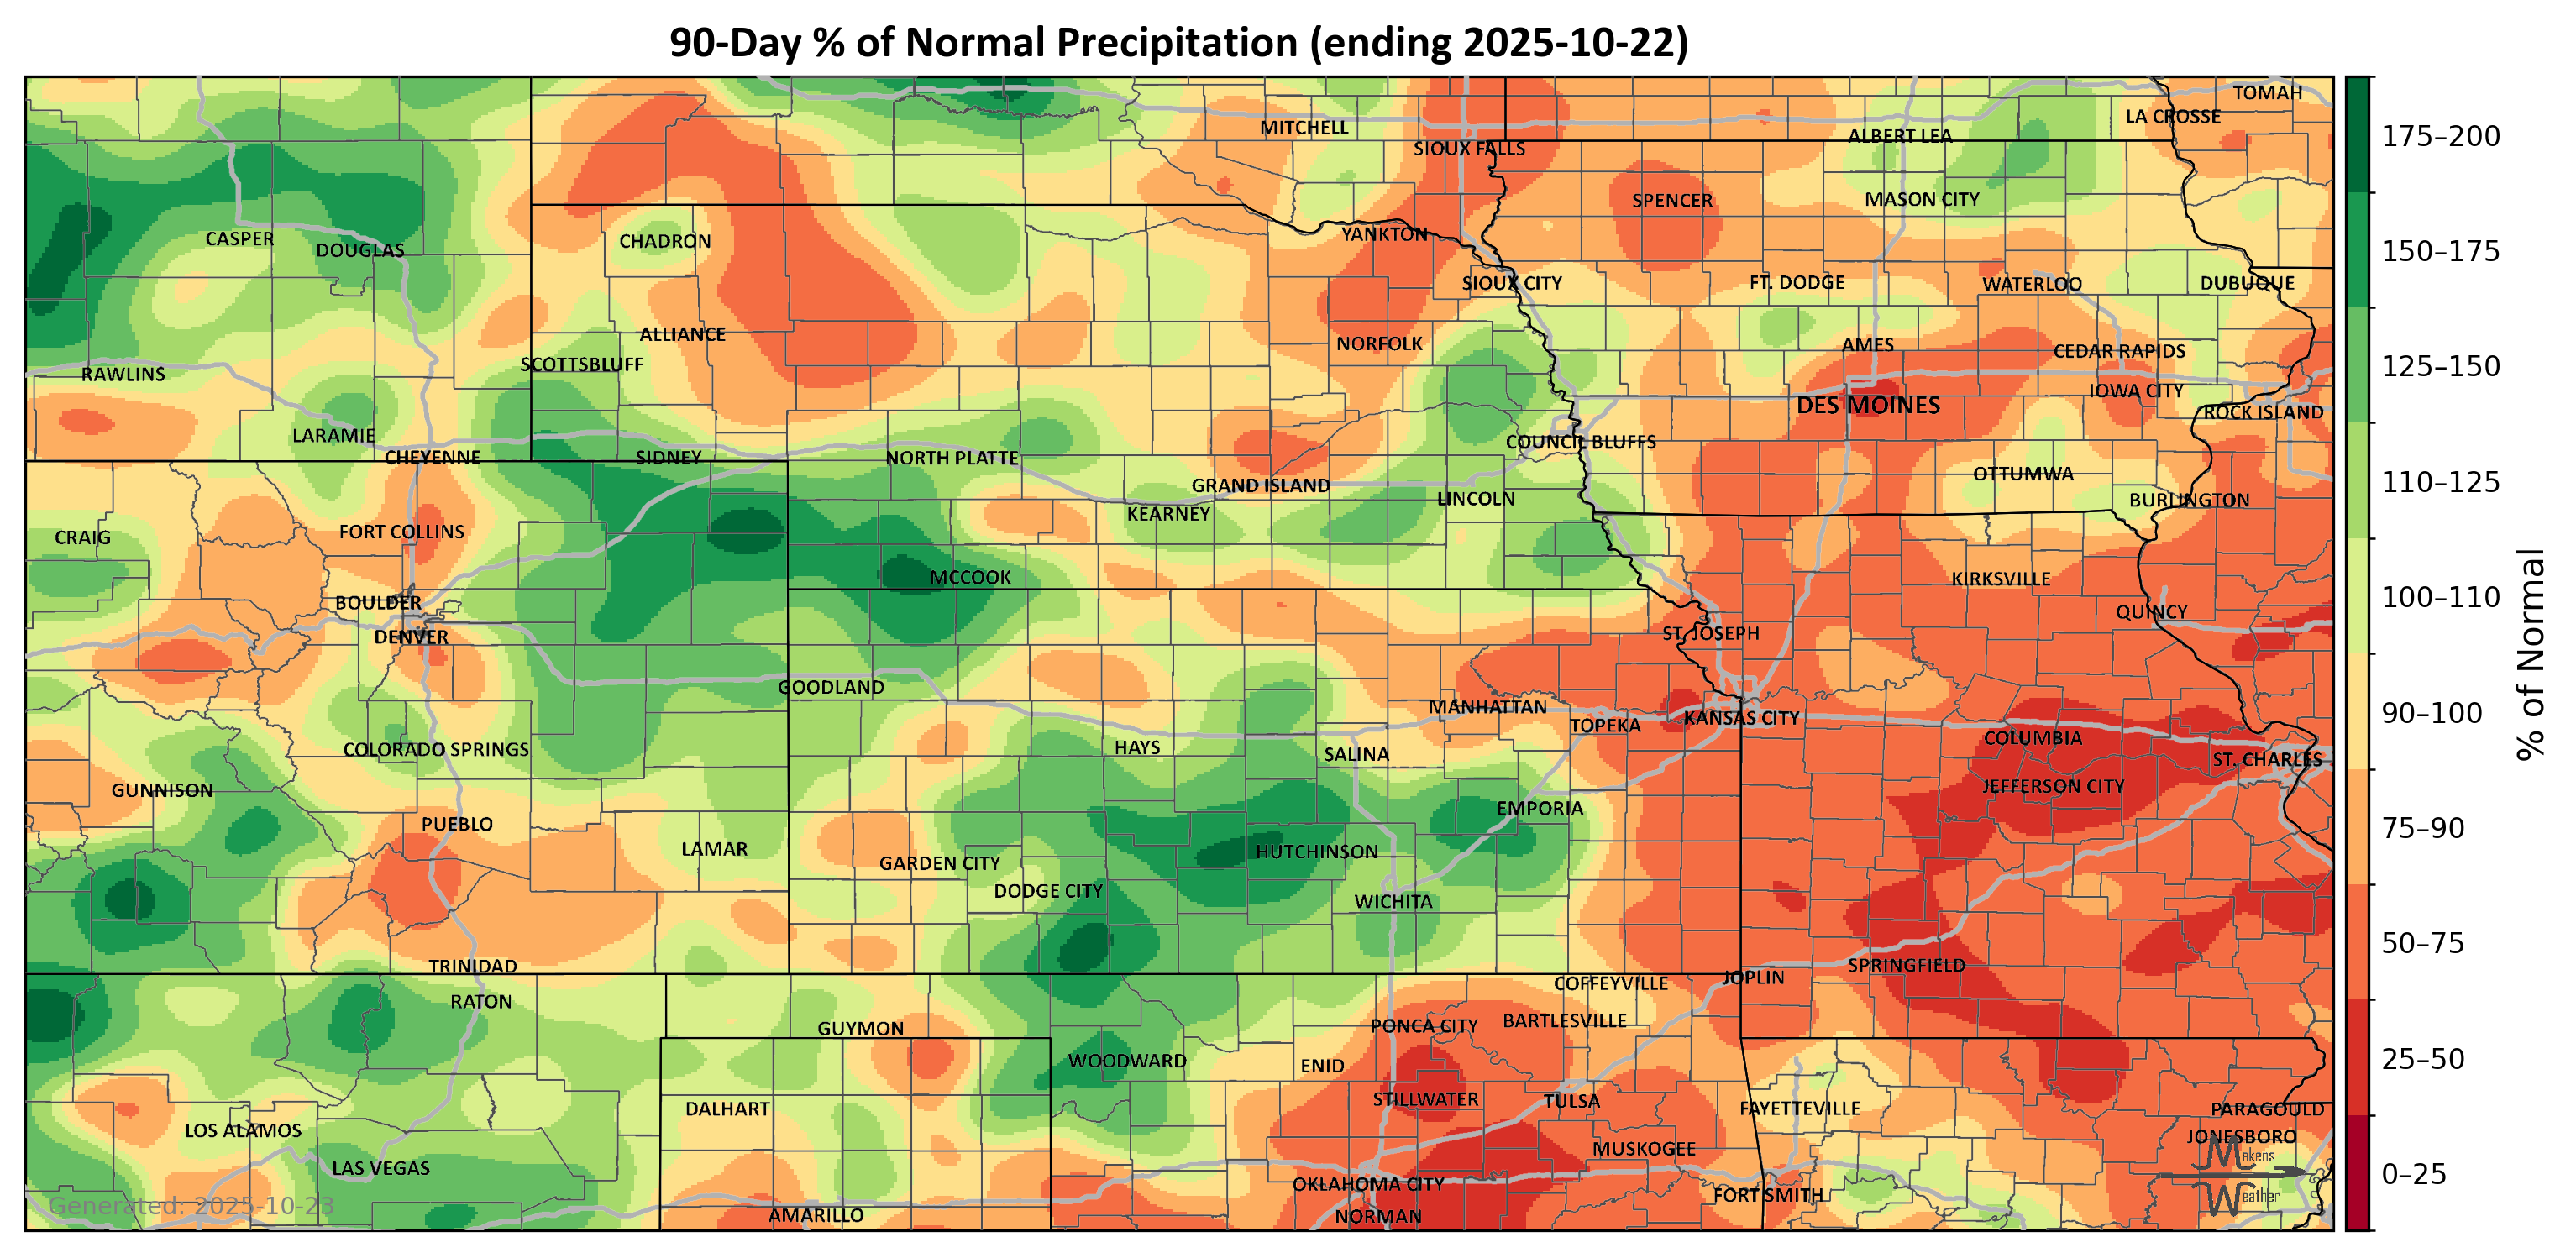 90-Day % of Normal Precipitation (ending 2025-10-22)
TOMAH
LA CROSSE
MITCHELL
ALBERT LEA
SIOUX FALLS
SPENCER
MASON CITY
CASPER
DOUGLAS
CHADRON
YANKTON
SIOUX CITY
FT. DODGE
WATERLOO
DUBUQUE
ALLIANCE
NORFOLK
AMES
CEDAR RAPIDS
SCOTTSBLUFF
RAWLINS
IOWA CITY
DES MOINES
ROCK ISLAND
LARAMIE
COUNCIL BLUFFS
CHEYENNE
SIDNEY
NORTH PLATTE
OTTUMWA
GRAND ISLAND
LINCOLN
BURLINGTON
KEARNEY
FORT COLLINS
CRAIG
MCCOOK
KIRKSVILLE
BOULDER
QUINCY
DENVER
ST. JOSEPH
GOODLAND
MANHATTAN
KANSAS CITY
TOPEKA
COLUMBIA
COLORADO SPRINGS
HAYS
SALINA
ST. CHARLES
GUNNISON
JEFFERSON CITY
EMPORIA
PUEBLO
LAMAR
HUTCHINSON
GARDEN CITY
DODGE CITY
WICHITA
TRINIDAD
SPRINGFIELD
JOPLIN
COFFEYVILLE
RATON
GUYMON
PONCA CITY
BARTLESVILLE
WOODWARD
ENID
STILLWATER
TULSA
DALHART
FAYETTEVILLE
PARAGOULD
LOS ALAMOS
JONESBORO
MUSKOGEE
LAS VEGAS
OKLAHOMA CITY
FORT SMITH
AMARILLO
NORMAN
Generated: 2025-10-23
Makens
Weather
175–200
150–175
125–150
110–125
100–110
90–100
75–90
50–75
25–50
0–25
% of Normal